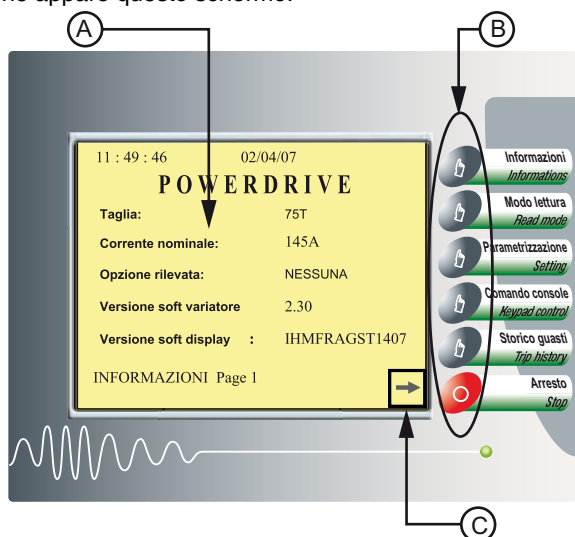 appare questo schermo.
A
B
11 : 49 : 46 02/04/07
POWERDRIVE
Taglia: 75T
Corrente nominale: 145A
Opzione rilevata: NESSUNA
Versione soft variatore 2.30
Versione soft display : IHMFRAGST1407
INFORMAZIONI Page 1
Informazioni
Informations
Modo lettura
Read mode
Parametrizzazione
Setting
Comando console
Keypad control
Storico guasti
Trip history
Arresto
Stop
C